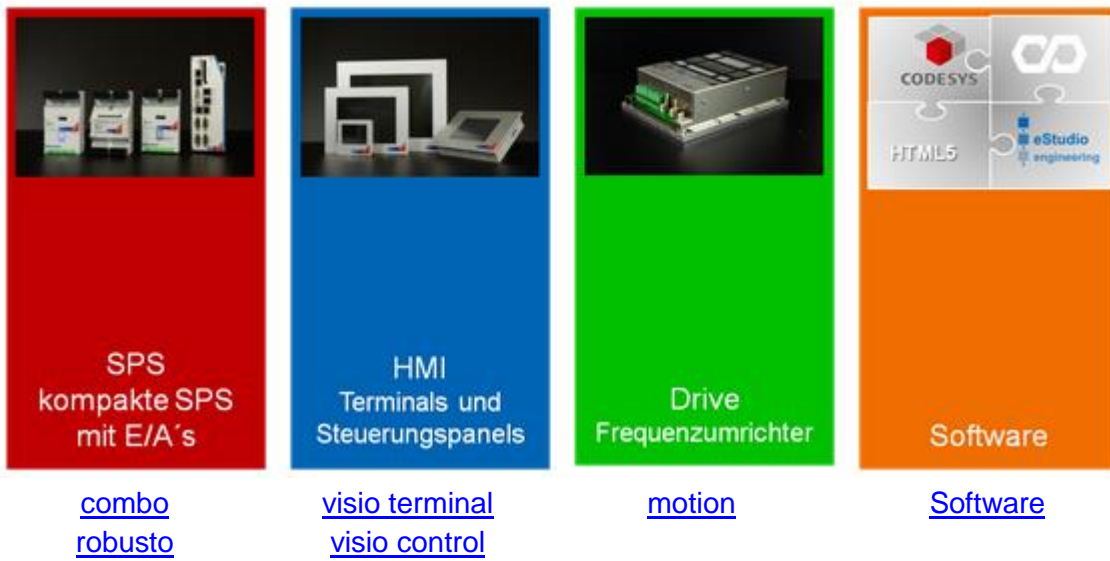 SPS
kompakte SPS
mit E/A´s
HMI
Terminals und
Steuerungspanels
Drive
Frequenzumrichter
CODESYS
HTML5
eStudio
engineering
Software
combo
robusto
visio terminal
visio control
motion
Software